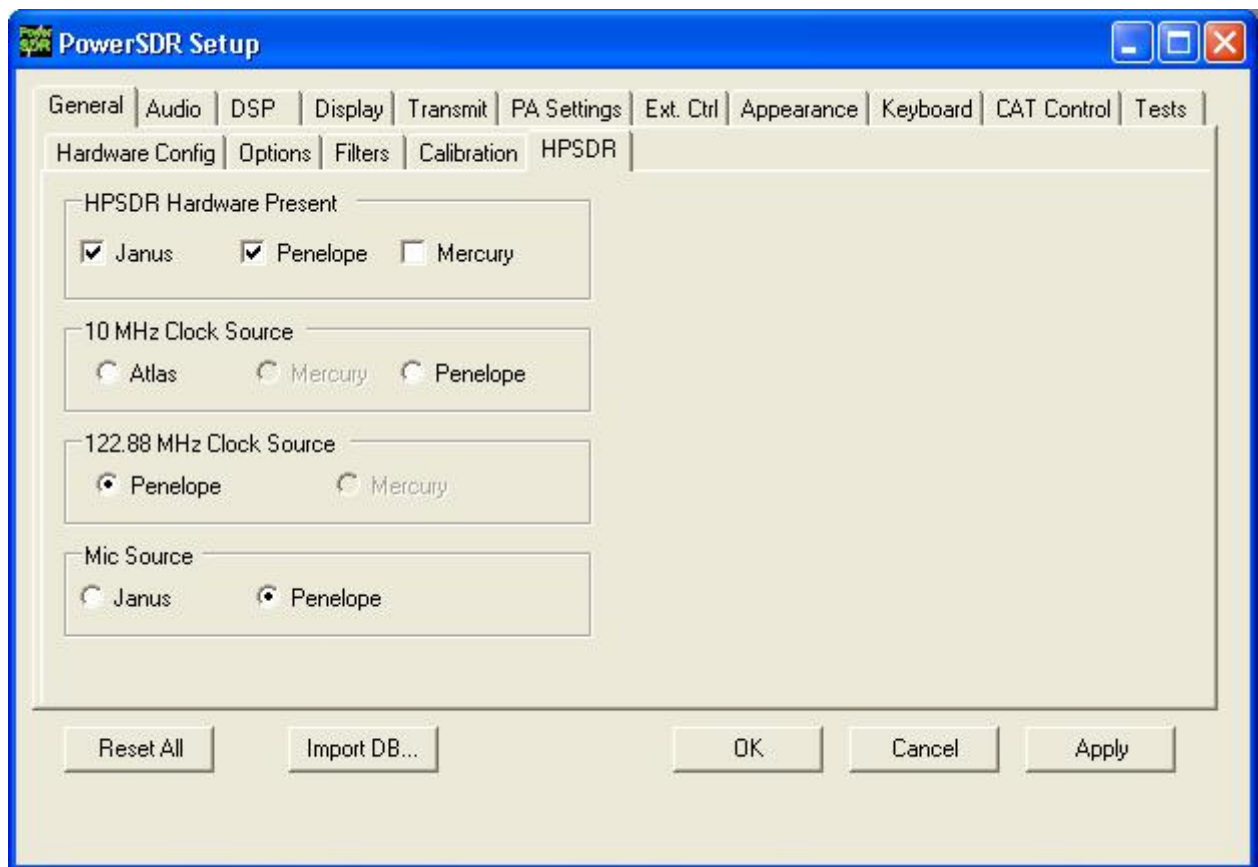 Power SDR PowerSDR Setup
General Audio DSP Display Transmit PA Settings Ext. Ctrl Appearance Keyboard CAT Control Tests
Hardware Config Options Filters Calibration HPSDR
HPSDR Hardware Present
Janus Penelope Mercury
10 MHz Clock Source
Atlas Mercury Penelope
122.88 MHz Clock Source
Penelope Mercury
Mic Source
Janus Penelope
Reset All Import DB... OK Cancel Apply